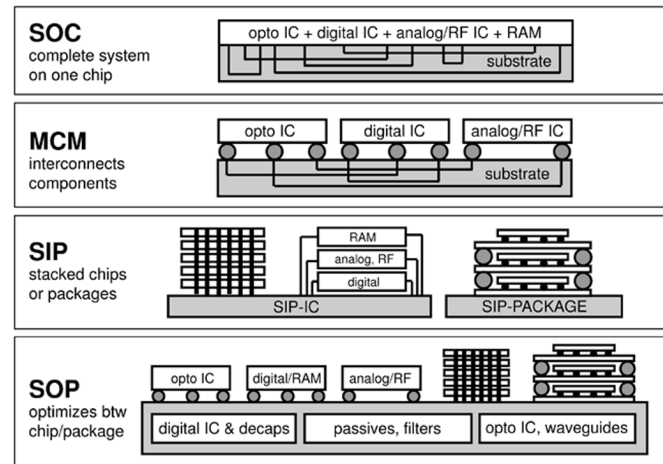 SOC
complete system
on one chip
opto IC + digital IC + analog/RF IC + RAM
substrate
MCM
interconnects
components
opto IC
digital IC
analog/RF IC
substrate
SIP
stacked chips
or packages
RAM
analog, RF
digital
SIP-IC
SIP-PACKAGE
SOP
optimizes btw
chip/package
opto IC
digital/RAM
analog/RF
digital IC & decaps
passives, filters
opto IC, waveguides